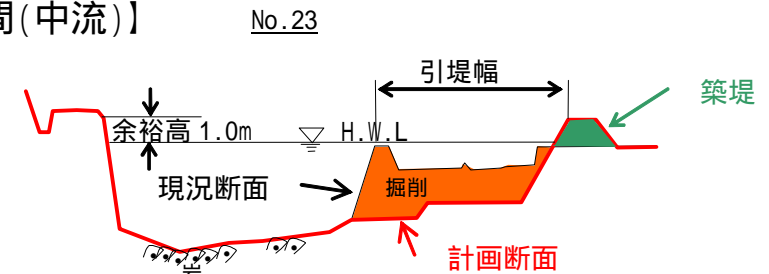 間(中流)】 No.23
引堤幅
築堤
余裕高1.0m H.W.L
現況断面
掘削
岩
計画断面